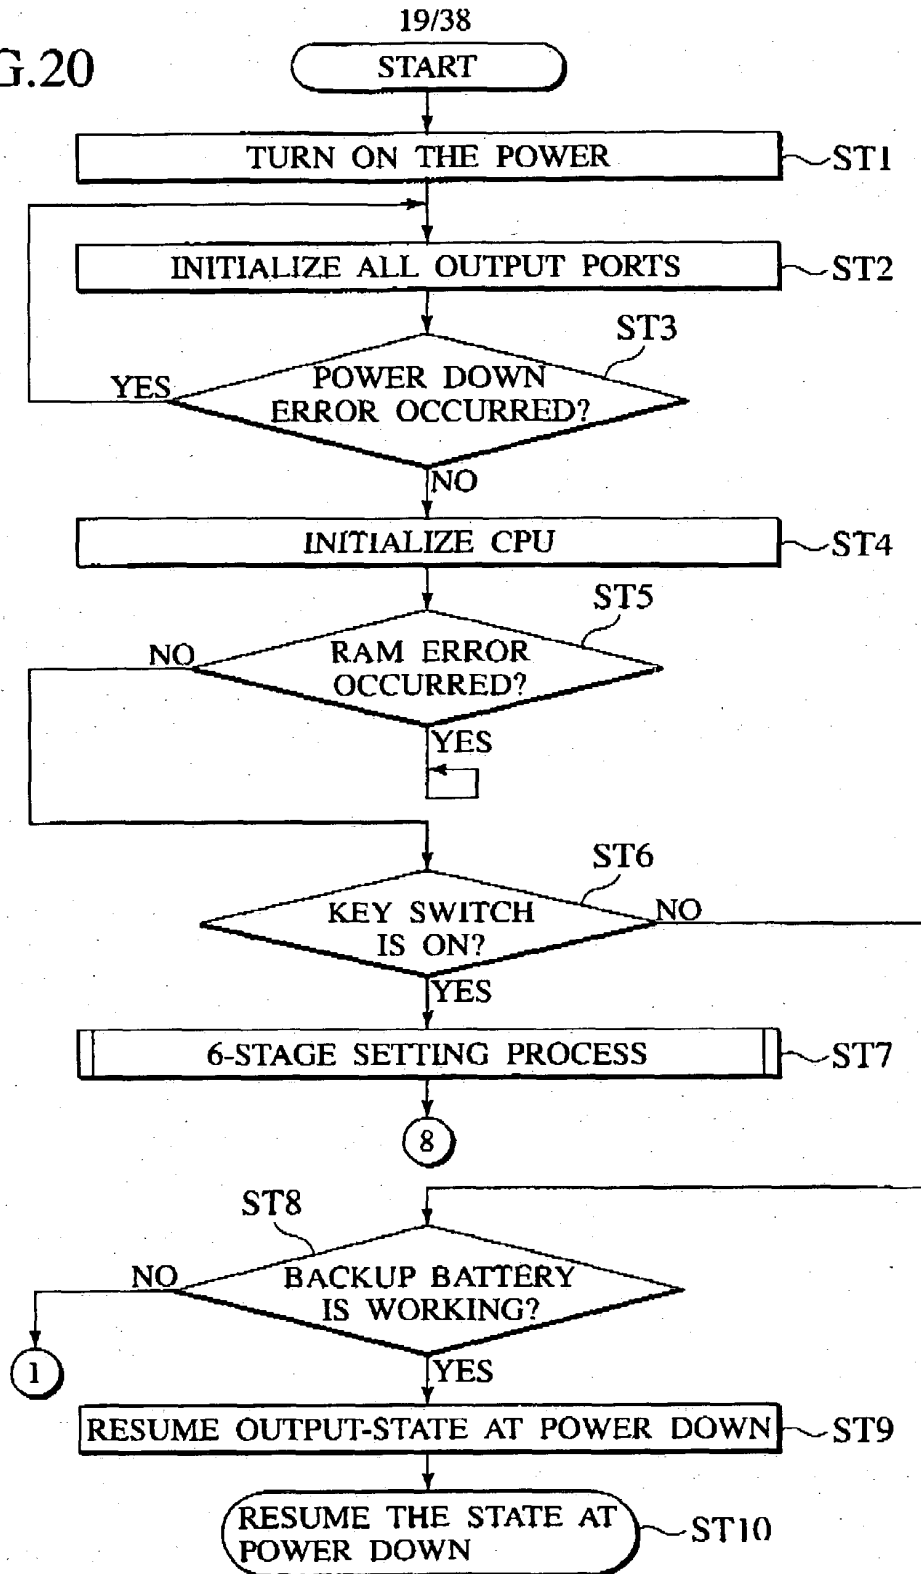 19/38
G.20
START
TURN ON THE POWER
ST1
INITIALIZE ALL OUTPUT PORTS
ST2
ST3
POWER DOWN
ERROR OCCURRED?
YES
NO
INITIALIZE CPU
ST4
ST5
RAM ERROR
OCCURRED?
NO
YES
ST6
KEY SWITCH
IS ON?
NO
YES
6-STAGE SETTING PROCESS
ST7
8
ST8
BACKUP BATTERY
IS WORKING?
NO
1
YES
RESUME OUTPUT-STATE AT POWER DOWN
ST9
RESUME THE STATE AT
POWER DOWN
ST10